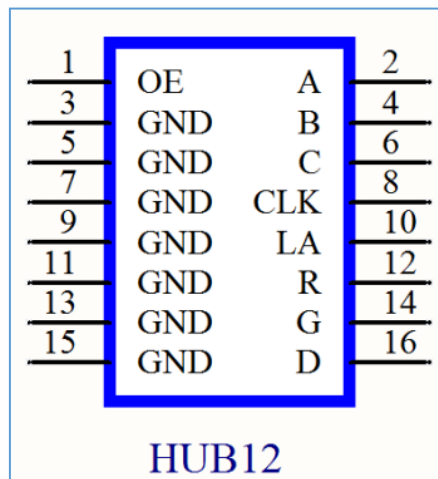 1 OE A 2
3 GND B 4
5 GND C 6
7 GND CLK 8
9 GND LA 10
11 GND R 12
13 GND G 14
15 GND D 16
HUB12